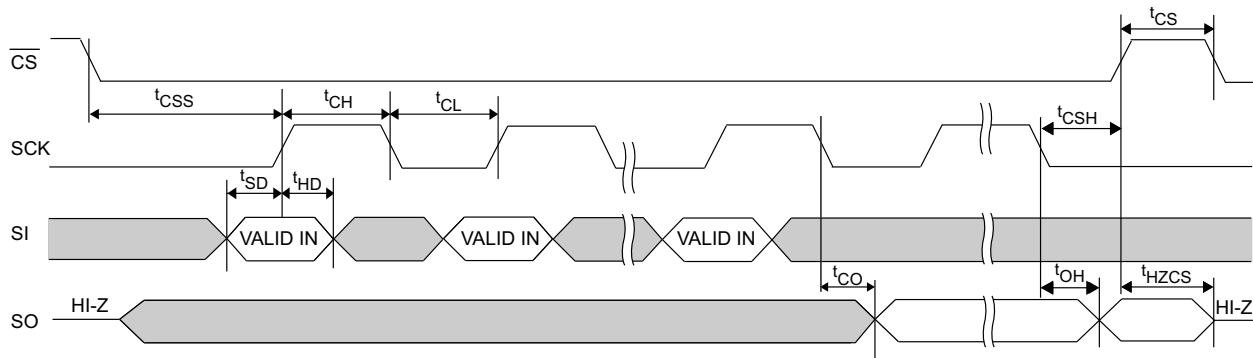 tCS
CS
tCSS
tCH
tCL
tCSH
SCK
tSD
tHD
SI
VALID IN
VALID IN
VALID IN
tCO
tOH
tHZCS
HI-Z
HI-Z
SO